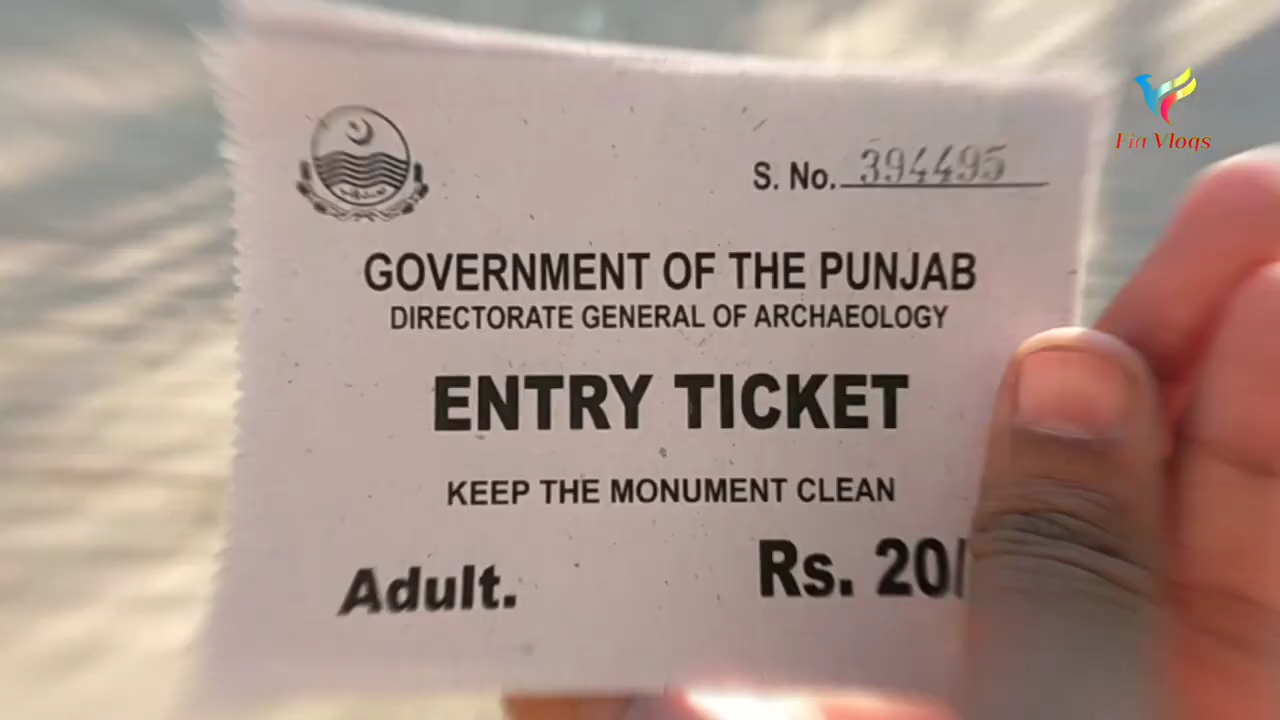 Fia Vlogs
S. No. 394495
GOVERNMENT OF THE PUNJAB
DIRECTORATE GENERAL OF ARCHAEOLOGY
ENTRY TICKET
KEEP THE MONUMENT CLEAN
Adult. Rs. 20/